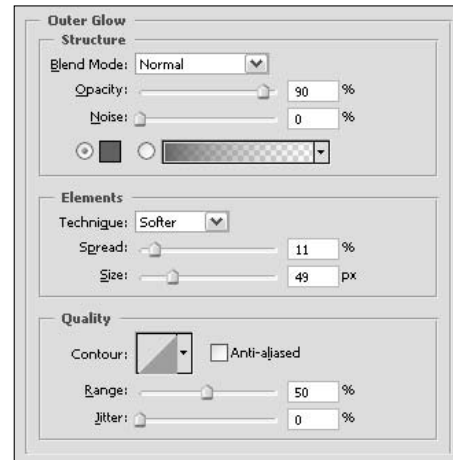 Outer Glow
Structure
Blend Mode: Normal
Opacity: 90 %
Noise: 0 %
Elements
Technique: Softer
Spread: 11 %
Size: 49 px
Quality
Contour: Anti-aliased
Range: 50 %
Jitter: 0 %